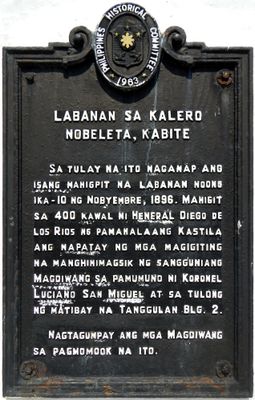 PHILIPPINES HISTORICAL COMMITTEE
1963
LABANAN SA KALERO
NOBELETA, KABITE
SA TULAY NA ITO NAGANAP ANG
ISANG MAHIGPIT NA LABANAN NOONG
IKA-10 NG NOBYEMBRE, 1896. MAHIGIT
SA 400 KAWAL NI HENERAL DIEGO DE
LOS RIOS NG PAMAHALAANG KASTILA
ANG NAPATAY NG MGA MAGIGITING
NA MANGHIHIMAGSIK NG SANGGUNIANG
MAGDIWANG SA PAMUMUNO NI KORONEL
LUCIANO SAN MIGUEL AT SA TULONG
NG MATIBAY NA TANGGULAN BLG. 2.
NAGTAGUMPAY ANG MGA MAGDIWANG
SA PAGMOMOOK NA ITO.